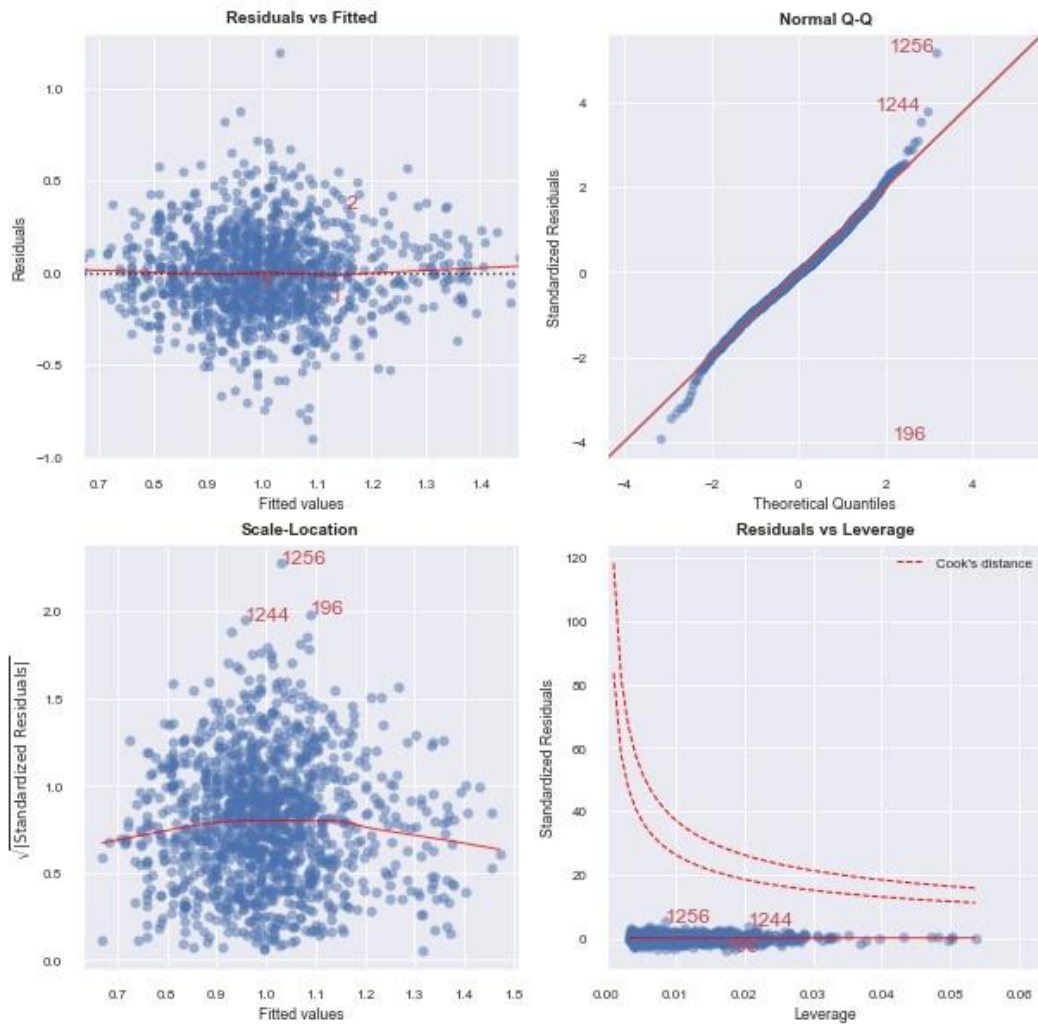 Residuals vs Fitted
1.0
0.5
0.0
−0.5
−1.0
Residuals
2
1
0.7 0.8 0.9 1.0 1.1 1.2 1.3 1.4
Fitted values
Normal Q-Q
1256
1244
196
4
2
0
−2
−4
Standardized Residuals
−4 −2 0 2 4
Theoretical Quantiles
Scale-Location
1256
1244
196
2.0
1.5
1.0
0.5
0.0
√|Standardized Residuals|
0.7 0.8 0.9 1.0 1.1 1.2 1.3 1.4 1.5
Fitted values
Residuals vs Leverage
Cook's distance
120
100
80
60
40
20
0
Standardized Residuals
1256
1244
0.00 0.01 0.02 0.03 0.04 0.05 0.06
Leverage